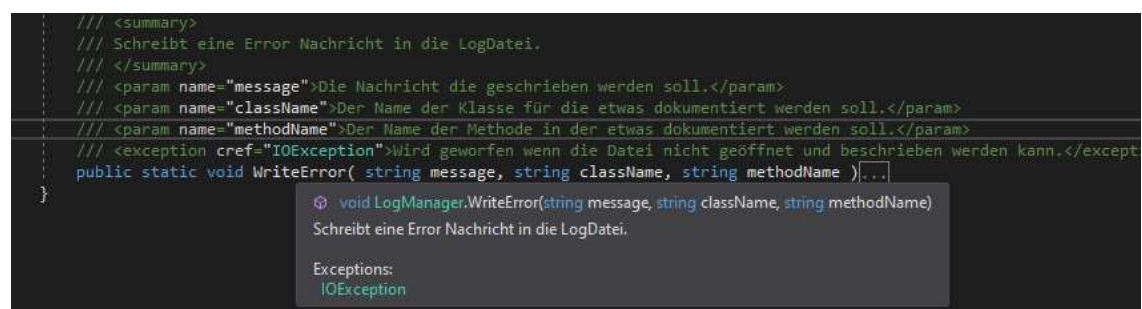 /// <summary>
/// Schreibt eine Error Nachricht in die LogDatei.
/// </summary>
/// <param name="message">Die Nachricht die geschrieben werden soll.</param>
/// <param name="className">Der Name der Klasse für die etwas dokumentiert werden soll.</param>
/// <param name="methodName">Der Name der Methode in der etwas dokumentiert werden soll.</param>
/// <exception cref="IOException">Wird geworfen wenn die Datei nicht geöffnet und beschrieben werden kann.</excepti
public static void WriteError( string message, string className, string methodName )...
}
void LogManager.WriteError(string message, string className, string methodName)
Schreibt eine Error Nachricht in die LogDatei.
Exceptions:
IOException